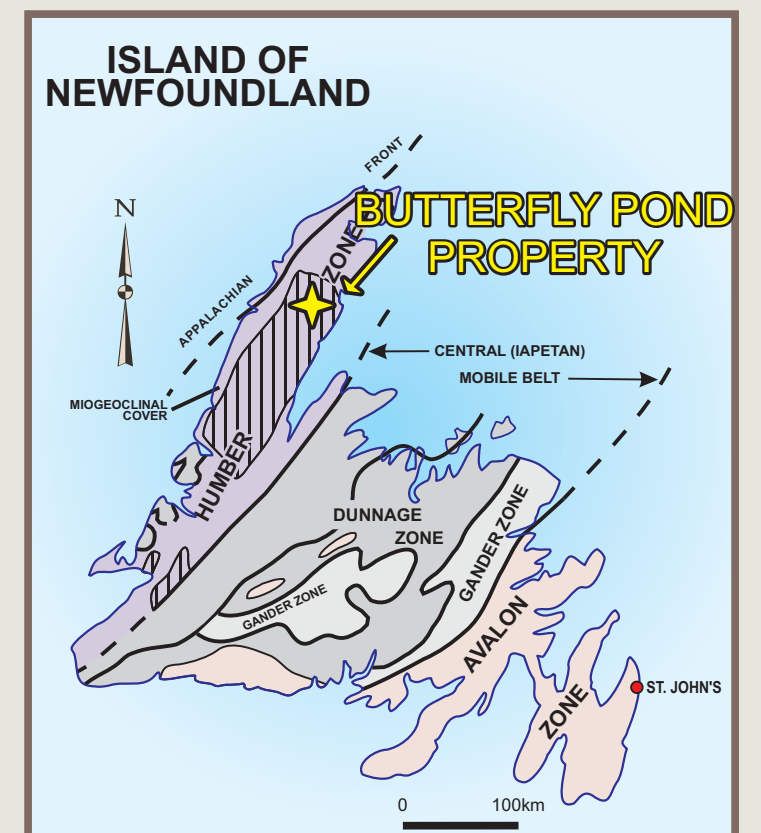 ISLAND OF
NEWFOUNDLAND
FRONT
N
BUTTERFLY POND
PROPERTY
ZONE
APPALACHIAN
CENTRAL (IAPETAN)
MOBILE BELT
MIOGEOCLINAL
COVER
HUMBER
DUNNAGE
ZONE
GANDER ZONE
GANDER ZONE
AVALON
ZONE
ST. JOHN'S
0 100km